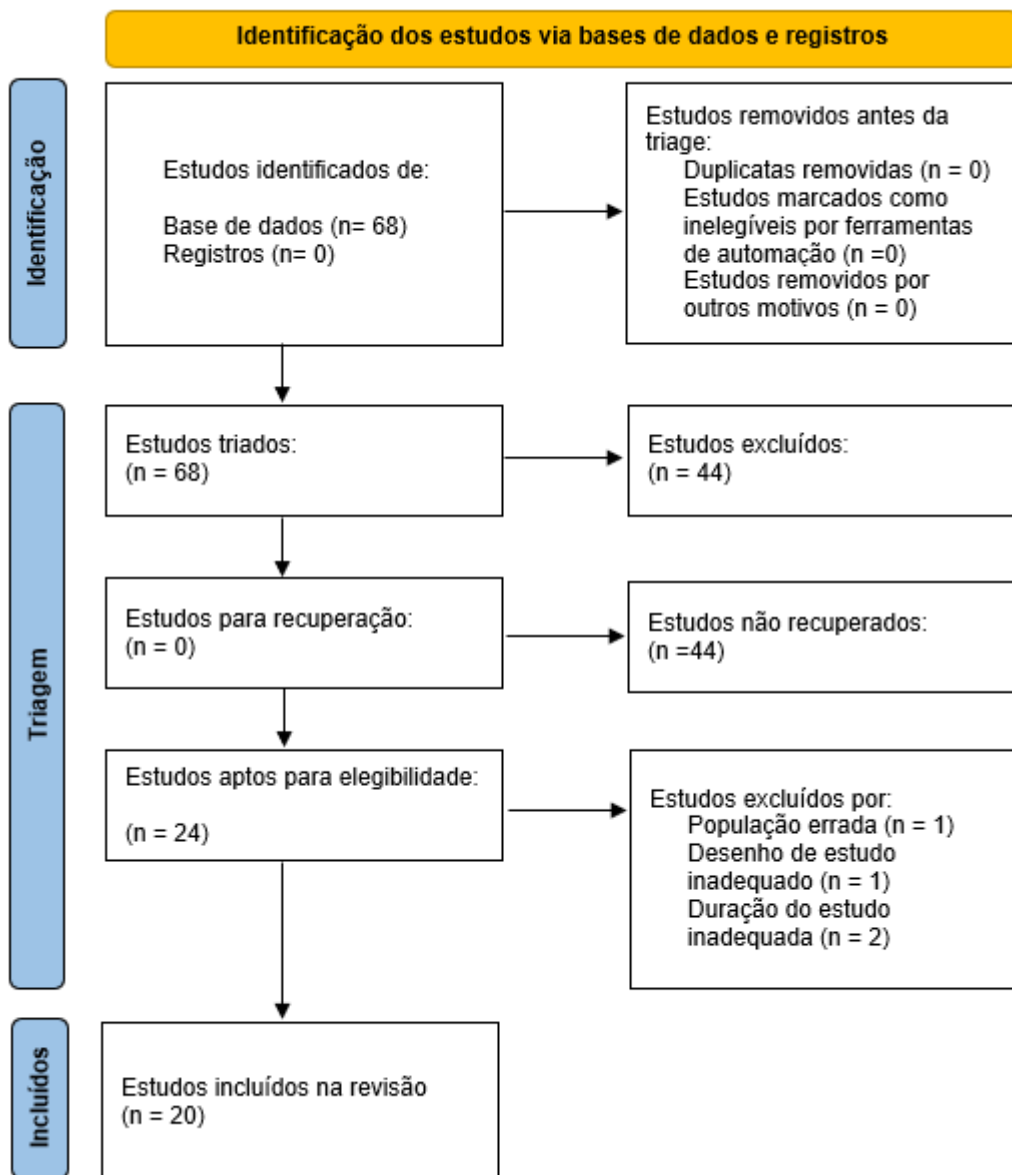 Identificação dos estudos via bases de dados e registros
Identificação
Estudos identificados de:
Base de dados (n= 68)
Registros (n= 0)
Estudos removidos antes da
triage:
Duplicatas removidas (n = 0)
Estudos marcados como
inelegíveis por ferramentas
de automação (n =0)
Estudos removidos por
outros motivos (n = 0)
Triagem
Estudos triados:
(n = 68)
Estudos excluídos:
(n = 44)
Estudos para recuperação:
(n = 0)
Estudos não recuperados:
(n =44)
Estudos aptos para elegibilidade:
(n = 24)
Estudos excluídos por:
População errada (n = 1)
Desenho de estudo
inadequado (n = 1)
Duração do estudo
inadequada (n = 2)
Incluídos
Estudos incluídos na revisão
(n = 20)